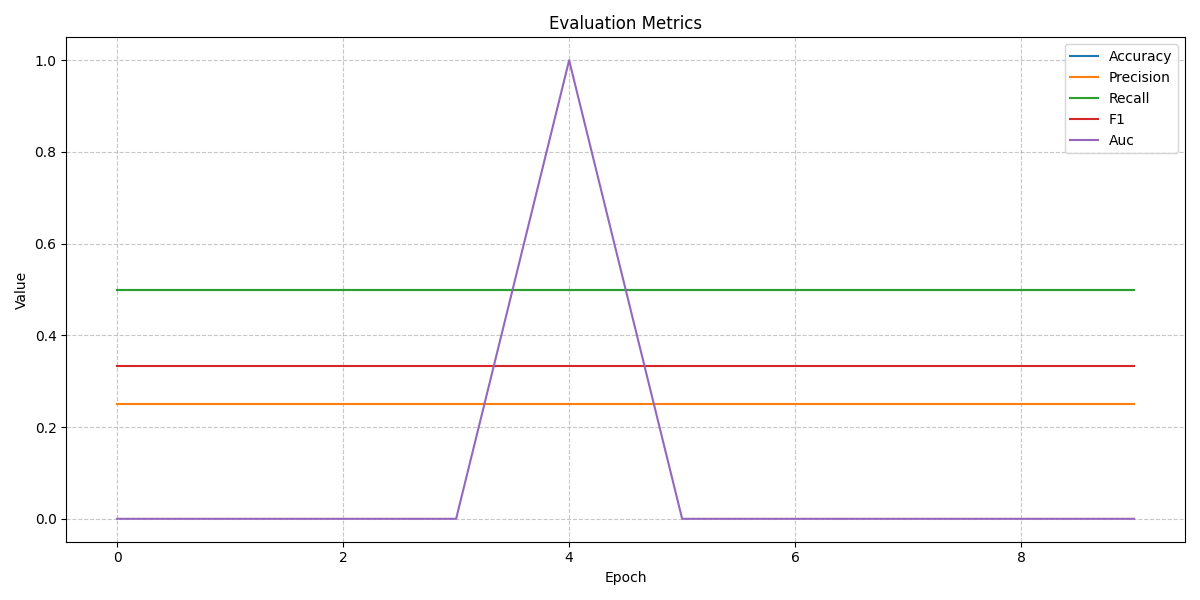 Evaluation Metrics
Accuracy
Precision
Recall
F1
Auc
1.0
0.8
0.6
0.4
0.2
0.0
Value
0 2 4 6 8
Epoch